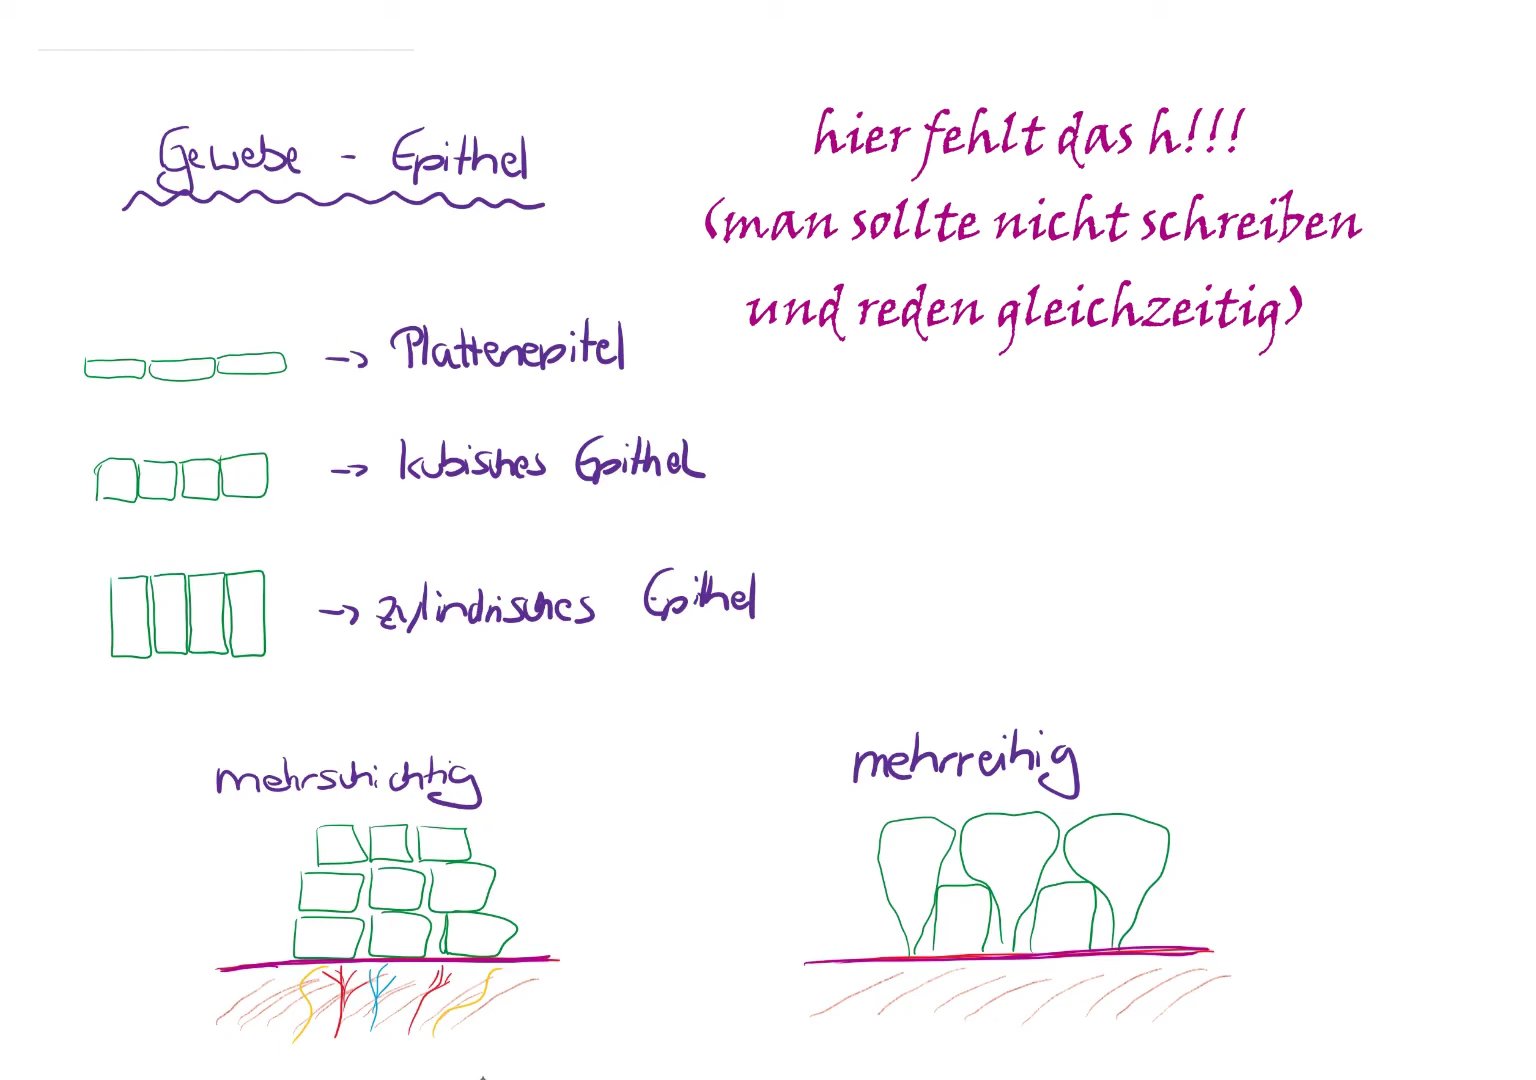 Gewebe - Epithel
hier fehlt das h!!!
(man sollte nicht schreiben
und reden gleichzeitig)
-> Plattenepitel
-> kubisches Epithel
-> zylindrisches Epithel
mehrschichtig
mehrreihig